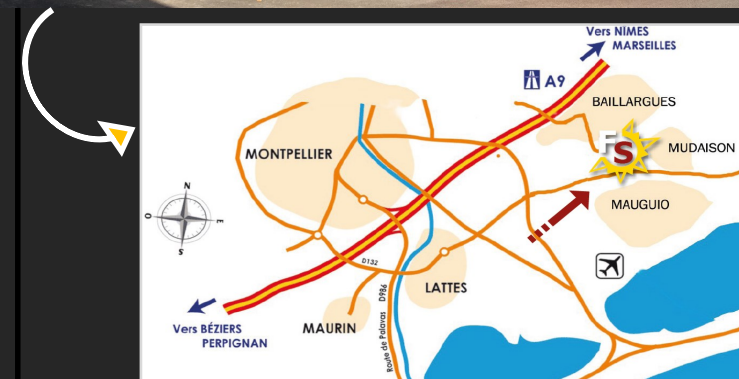 Vers NÎMES
MARSEILLES
A9
BAILLARGUES
FS
MUDAISON
MONTPELLIER
MAUGUIO
N
O
E
S
D132
LATTES
D986
Route de Palavas
MAURIN
Vers BÉZIERS
PERPIGNAN